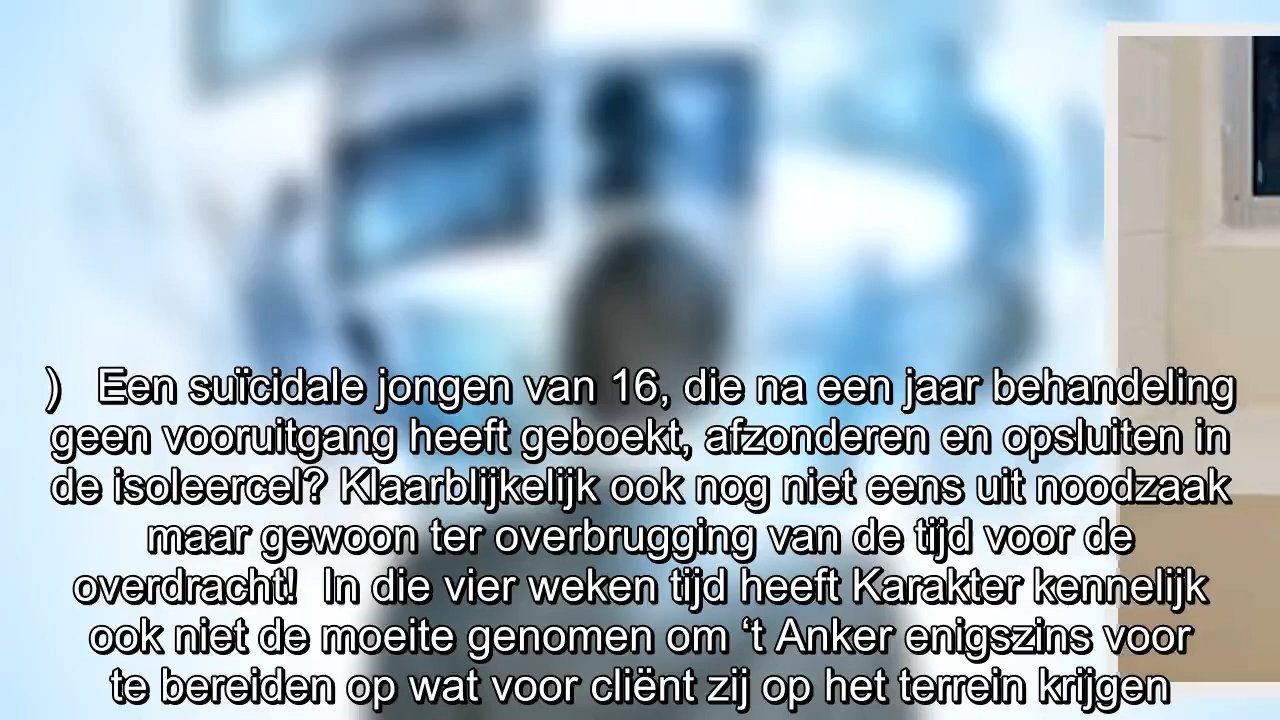 )   Een suïcidale jongen van 16, die na een jaar behandeling
geen vooruitgang heeft geboekt, afzonderen en opsluiten in
de isoleercel? Klaarblijkelijk ook nog niet eens uit noodzaak
maar gewoon ter overbrugging van de tijd voor de
overdracht!  In die vier weken tijd heeft Karakter kennelijk
ook niet de moeite genomen om ‘t Anker enigszins voor
te bereiden op wat voor cliënt zij op het terrein krijgen